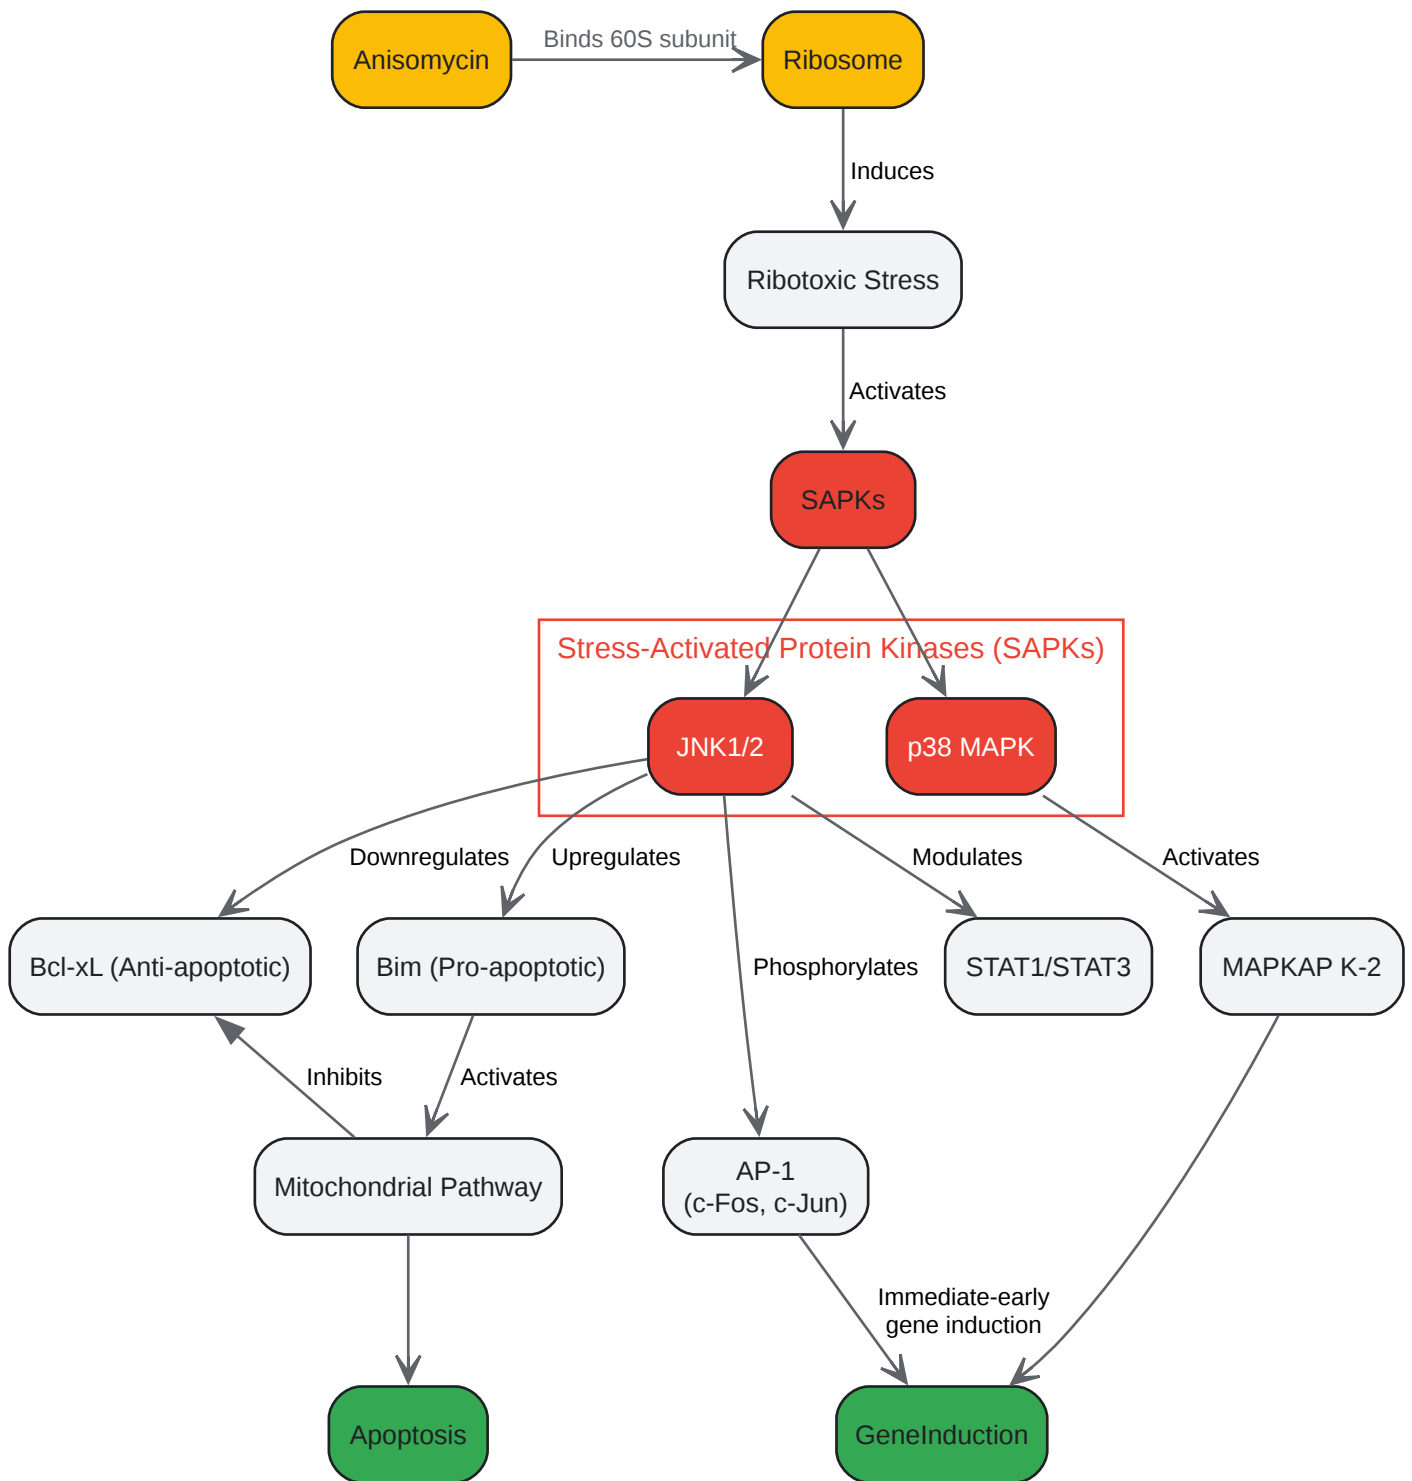 Anisomycin
Binds 60S subunit
Ribosome
Induces
Ribotoxic Stress
Activates
SAPKs
Stress-Activated Protein Kinases (SAPKs)
JNK1/2
p38 MAPK
Downregulates
Upregulates
Modulates
Activates
Bcl-xL (Anti-apoptotic)
Bim (Pro-apoptotic)
Phosphorylates
STAT1/STAT3
MAPKAP K-2
Inhibits
Activates
Mitochondrial Pathway
AP-1
(c-Fos, c-Jun)
Immediate-early
gene induction
Apoptosis
GeneInduction